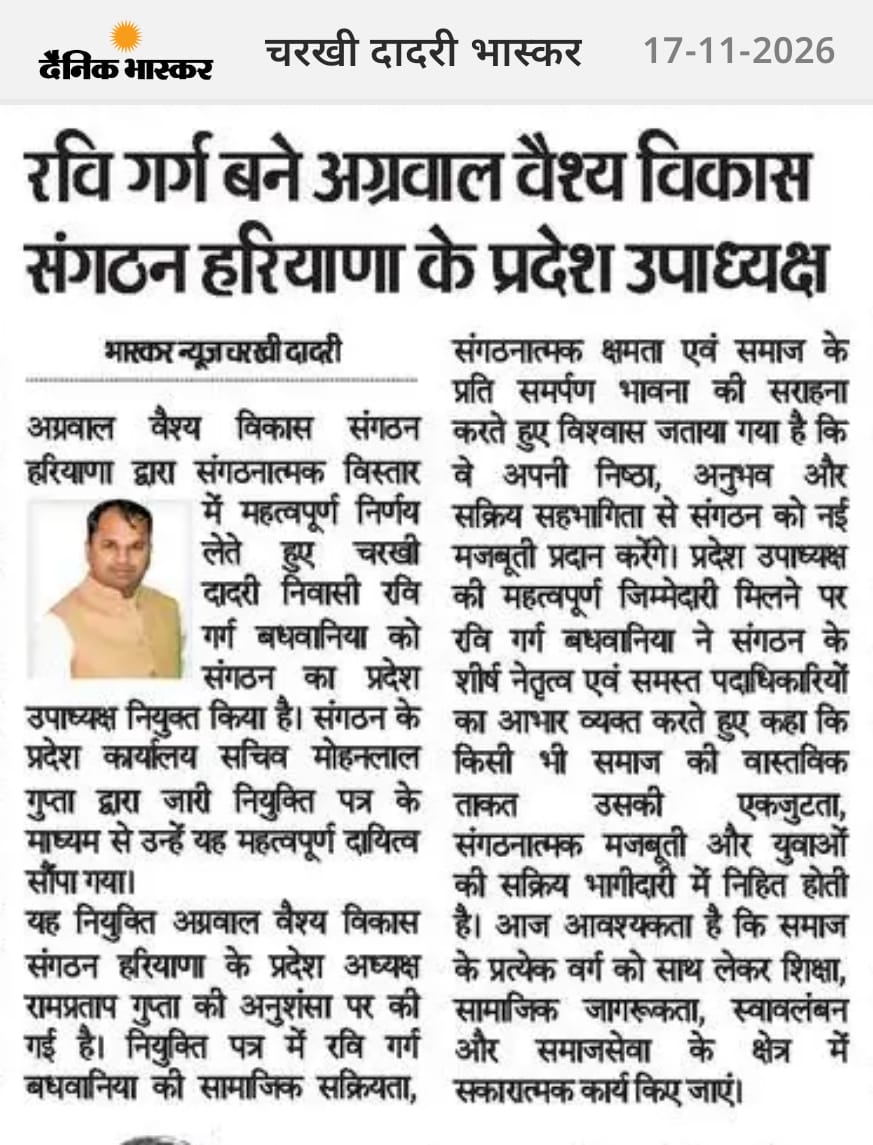 दैनिक भास्कर
चरखी दादरी भास्कर
17-11-2026
रवि गर्ग बने अग्रवाल वैश्य विकास
संगठन हरियाणा के प्रदेश उपाध्यक्ष
भास्कर न्यूज चरखी दादरी
अग्रवाल वैश्य विकास संगठन
हरियाणा द्वारा संगठनात्मक विस्तार
में महत्वपूर्ण निर्णय
लेते हुए चरखी
दादरी निवासी रवि
गर्ग बधवानिया को
संगठन का प्रदेश
उपाध्यक्ष नियुक्त किया है। संगठन के
प्रदेश कार्यालय सचिव मोहनलाल
गुप्ता द्वारा जारी नियुक्ति पत्र के
माध्यम से उन्हें यह महत्वपूर्ण दायित्व
सौंपा गया।
यह नियुक्ति अग्रवाल वैश्य विकास
संगठन हरियाणा के प्रदेश अध्यक्ष
रामप्रताप गुप्ता की अनुशंसा पर की
गई है। नियुक्ति पत्र में रवि गर्ग
बधवानिया की सामाजिक सक्रियता,
संगठनात्मक क्षमता एवं समाज के
प्रति समर्पण भावना की सराहना
करते हुए विश्वास जताया गया है कि
वे अपनी निष्ठा, अनुभव और
सक्रिय सहभागिता से संगठन को नई
मजबूती प्रदान करेंगे। प्रदेश उपाध्यक्ष
की महत्वपूर्ण जिम्मेदारी मिलने पर
रवि गर्ग बधवानिया ने संगठन के
शीर्ष नेतृत्व एवं समस्त पदाधिकारियों
का आभार व्यक्त करते हुए कहा कि
किसी भी समाज की वास्तविक
ताकत उसकी एकजुटता,
संगठनात्मक मजबूती और युवाओं
की सक्रिय भागीदारी में निहित होती
है। आज आवश्यकता है कि समाज
के प्रत्येक वर्ग को साथ लेकर शिक्षा,
सामाजिक जागरूकता, स्वावलंबन
और समाजसेवा के क्षेत्र में
सकारात्मक कार्य किए जाएं।